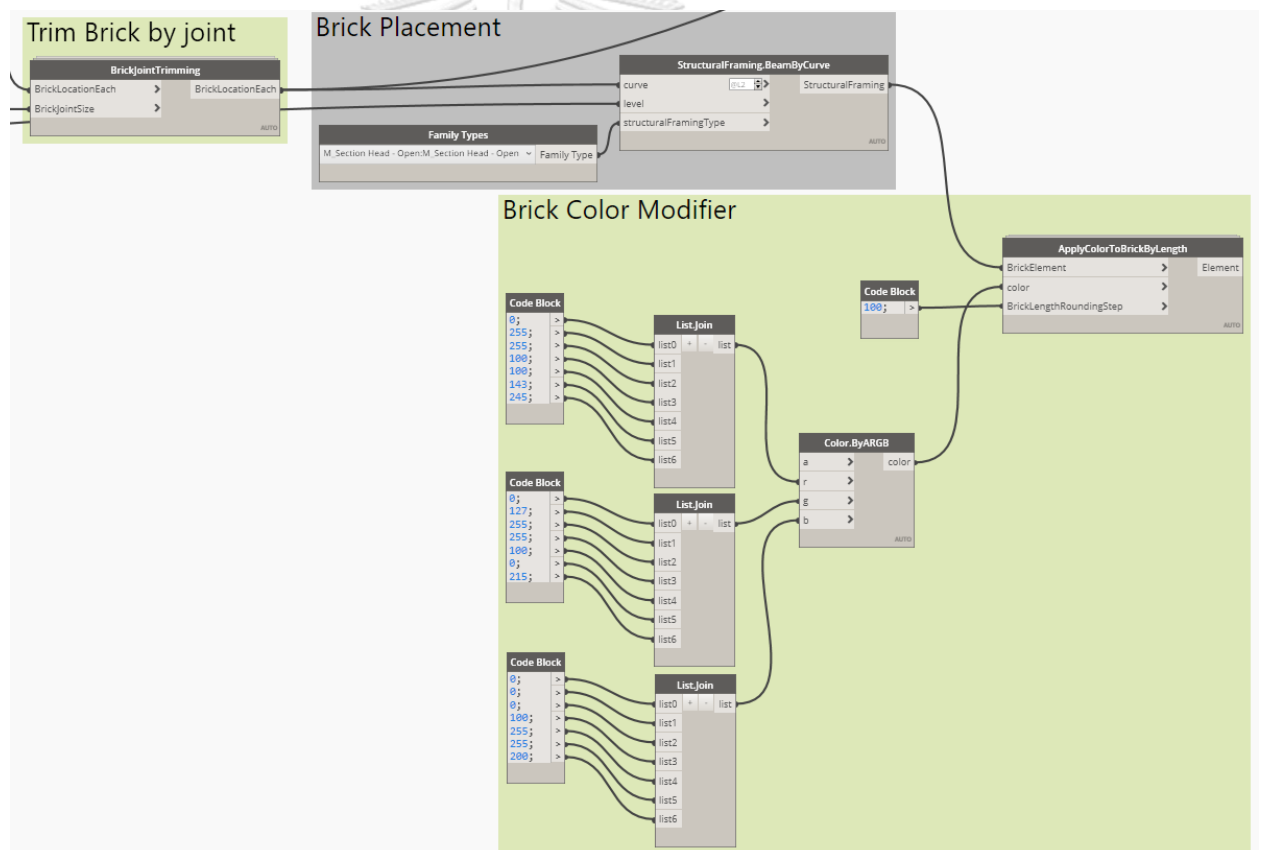 Trim Brick by joint
BrickJointTrimming
BrickLocationEach > BrickLocationEach
BrickJointSize >
AUTO
Brick Placement
Family Types
M_Section Head - Open:M_Section Head - Open Family Type
StructuralFraming.BeamByCurve
curve @L2 > StructuralFraming
level >
structuralFramingType >
AUTO
Brick Color Modifier
Code Block
0; >
255; >
255; >
100; >
100; >
143; >
245; >
List.Join
list0 + - list
list1
list2
list3
list4
list5
list6
Code Block
0; >
127; >
255; >
255; >
100; >
0; >
215; >
List.Join
list0 + - list
list1
list2
list3
list4
list5
list6
Code Block
0; >
0; >
0; >
100; >
255; >
255; >
200; >
List.Join
list0 + - list
list1
list2
list3
list4
list5
list6
Color.ByARGB
a > color
r >
g >
b >
AUTO
Code Block
100; >
ApplyColorToBrickByLength
BrickElement > Element
color >
BrickLengthRoundingStep >
AUTO